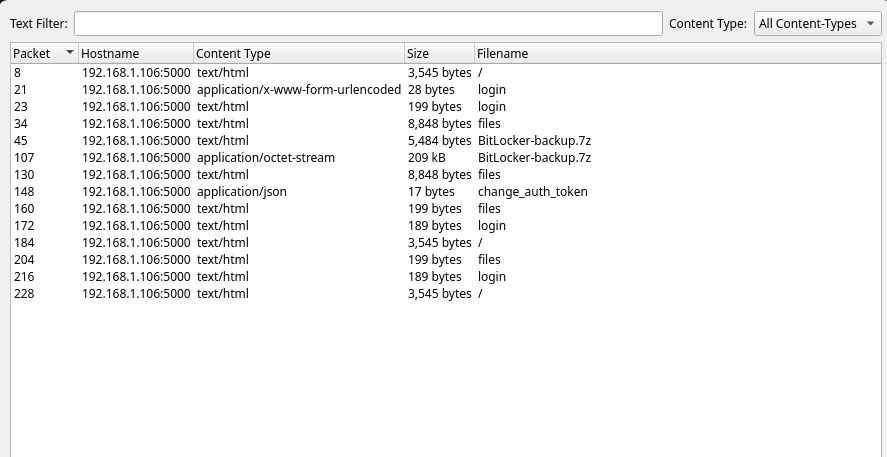 Text Filter: Content Type: All Content-Types
Packet Hostname Content Type Size Filename
8 192.168.1.106:5000 text/html 3,545 bytes /
21 192.168.1.106:5000 application/x-www-form-urlencoded 28 bytes login
23 192.168.1.106:5000 text/html 199 bytes login
34 192.168.1.106:5000 text/html 8,848 bytes files
45 192.168.1.106:5000 text/html 5,484 bytes BitLocker-backup.7z
107 192.168.1.106:5000 application/octet-stream 209 kB BitLocker-backup.7z
130 192.168.1.106:5000 text/html 8,848 bytes files
148 192.168.1.106:5000 application/json 17 bytes change_auth_token
160 192.168.1.106:5000 text/html 199 bytes files
172 192.168.1.106:5000 text/html 189 bytes login
184 192.168.1.106:5000 text/html 3,545 bytes /
204 192.168.1.106:5000 text/html 199 bytes files
216 192.168.1.106:5000 text/html 189 bytes login
228 192.168.1.106:5000 text/html 3,545 bytes /